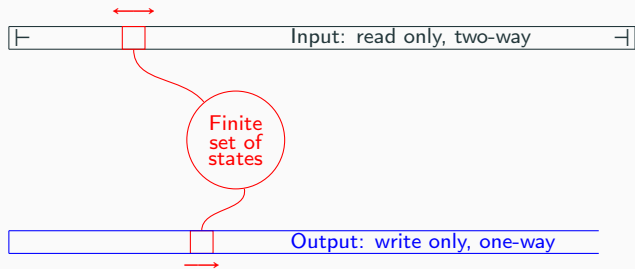 ⊢ Input: read only, two-way ⊣
Finite
set of
states
Output: write only, one-way